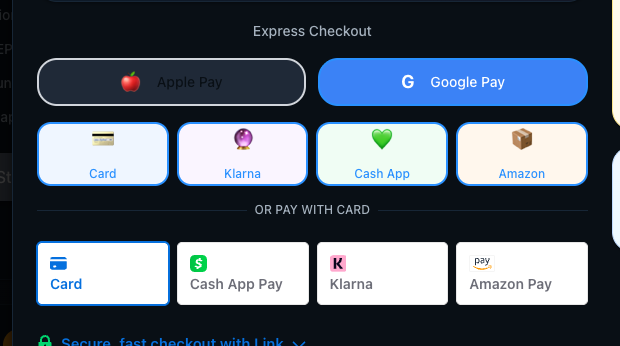 Express Checkout
Apple Pay
G Google Pay
Card
Klarna
Cash App
Amazon
OR PAY WITH CARD
$
K
pay
Card
Cash App Pay
Klarna
Amazon Pay
Secure, fast checkout with Link